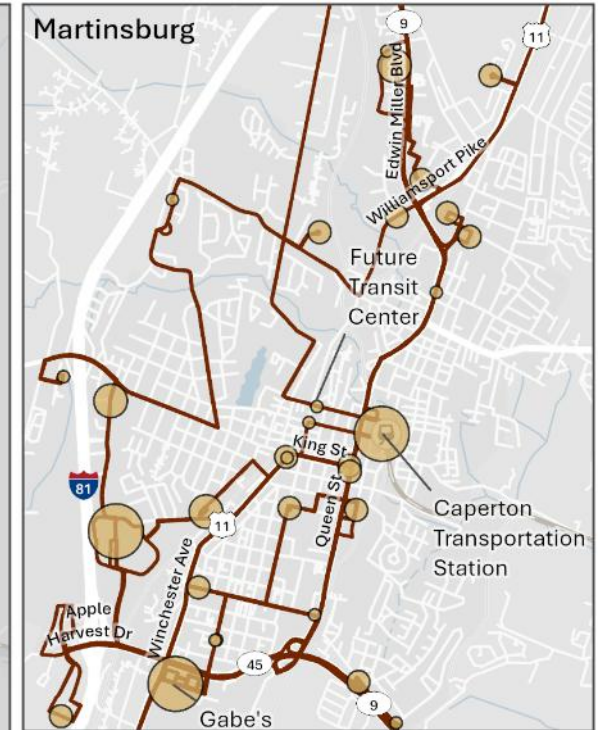 Martinsburg
9
11
Edwin Miller Blvd
Williamsport Pike
Future
Transit
Center
King St
Queen St
81
11
Caperton
Transportation
Station
Winchester Ave
Apple
Harvest Dr
45
9
Gabe's